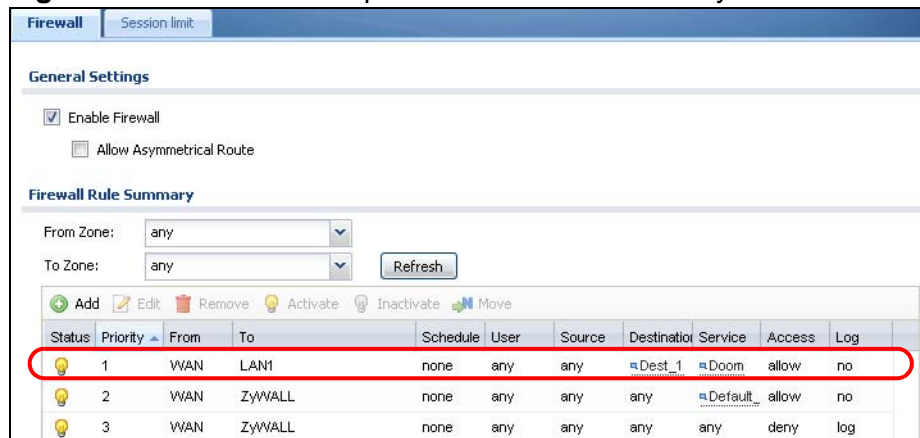 Firewall Session limit
General Settings
Enable Firewall
Allow Asymmetrical Route
Firewall Rule Summary
From Zone: any
To Zone: any Refresh
Add Edit Remove Activate Inactivate Move
Status Priority From To Schedule User Source Destination Service Access Log
1 WAN LAN1 none any any Dest_1 Doom allow no
2 WAN ZyWALL none any any any Default_ allow no
3 WAN ZyWALL none any any any any deny log